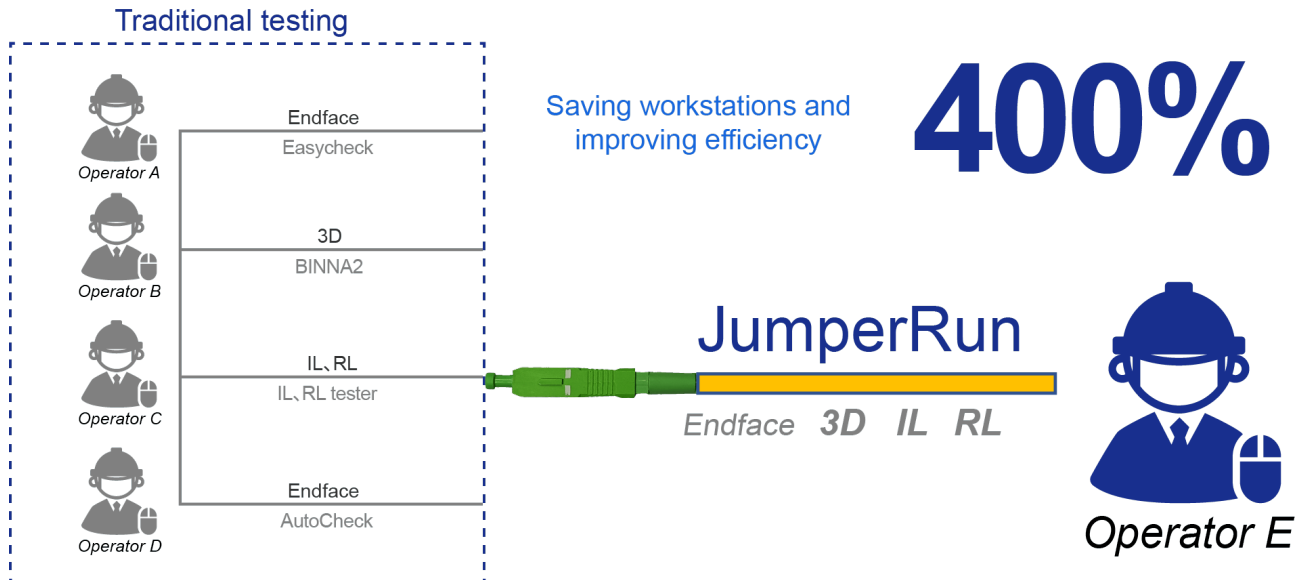 Traditional testing
Operator A
Endface
Easycheck
Operator B
3D
BINNA2
Operator C
IL、RL
IL、RL tester
Operator D
Endface
AutoCheck
Saving workstations and
improving efficiency
400%
JumperRun
Endface 3D IL RL
Operator E